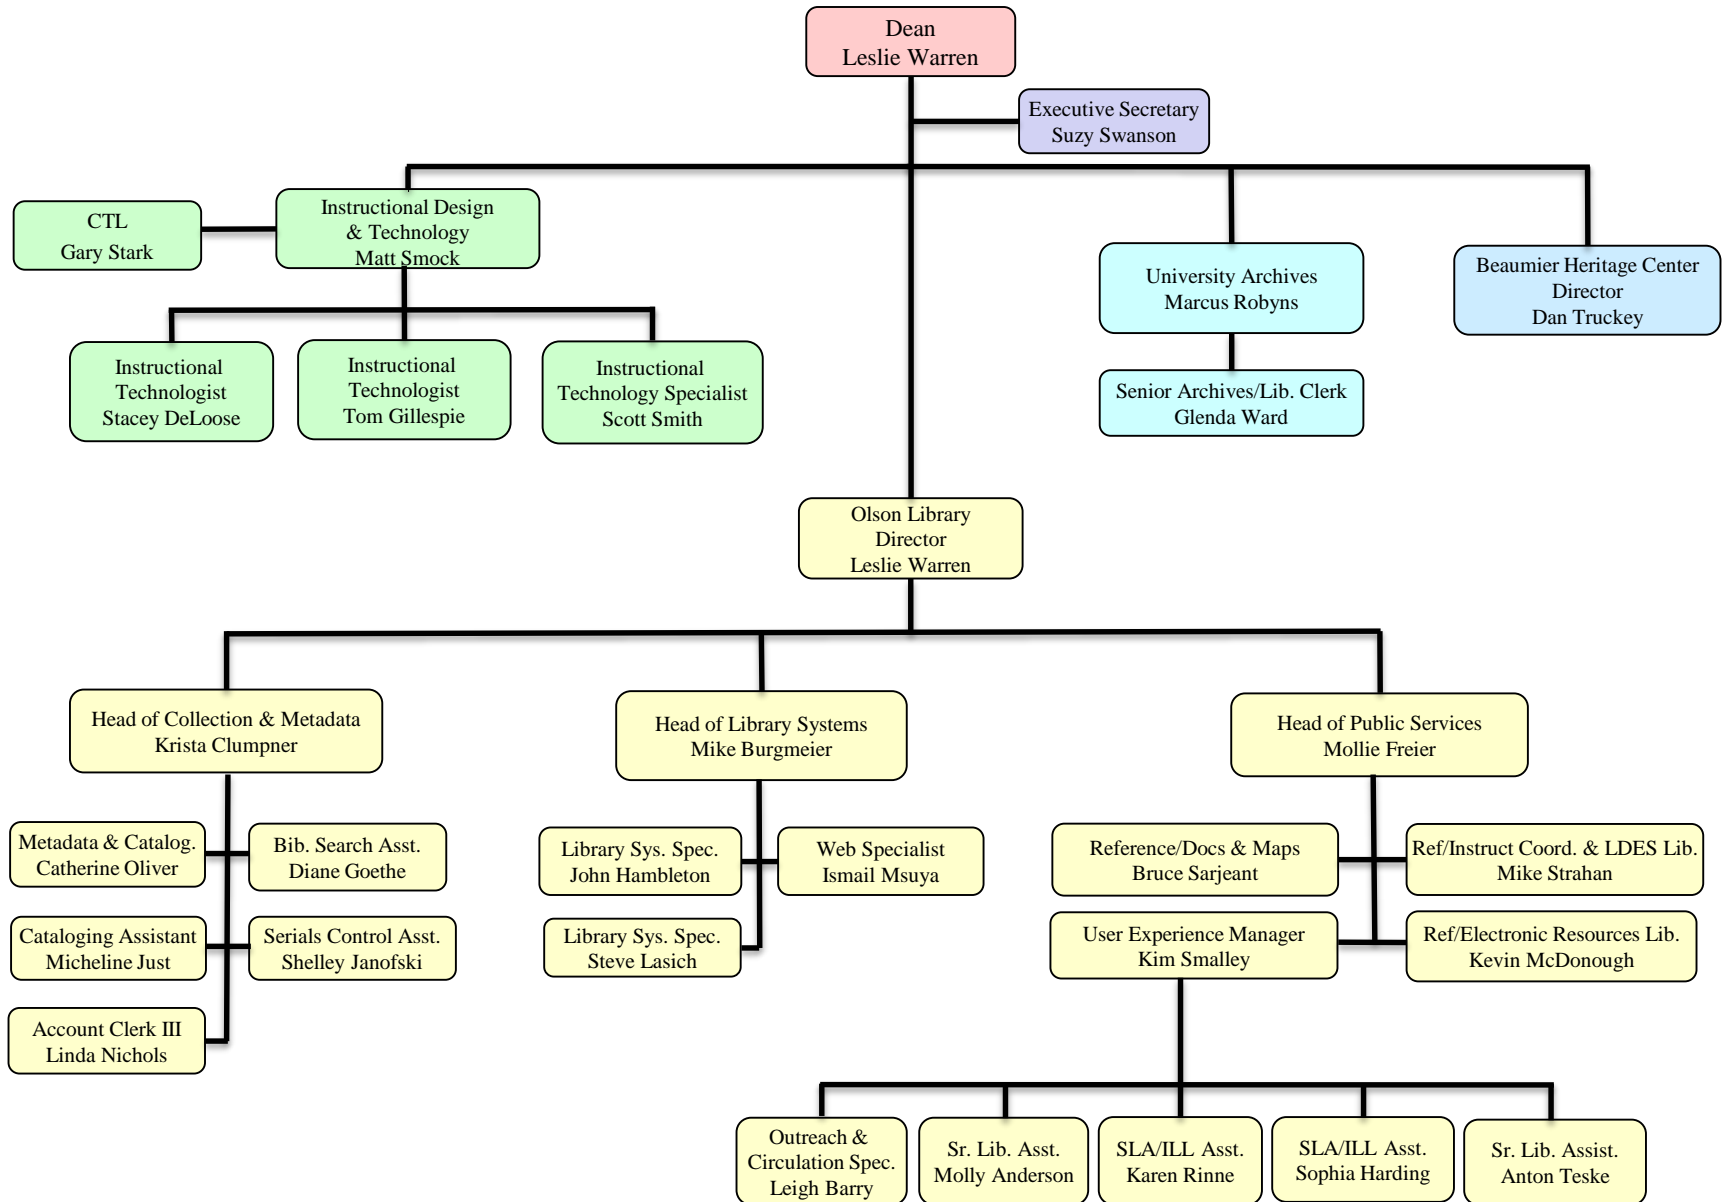 Dean
Leslie Warren
Executive Secretary
Suzy Swanson
CTL
Gary Stark
Instructional Design
& Technology
Matt Smock
University Archives
Marcus Robyns
Beaumier Heritage Center
Director
Dan Truckey
Instructional
Technologist
Stacey DeLoose
Instructional
Technologist
Tom Gillespie
Instructional
Technology Specialist
Scott Smith
Senior Archives/Lib. Clerk
Glenda Ward
Olson Library
Director
Leslie Warren
Head of Collection & Metadata
Krista Clumpner
Head of Library Systems
Mike Burgmeier
Head of Public Services
Mollie Freier
Metadata & Catalog.
Catherine Oliver
Bib. Search Asst.
Diane Goethe
Library Sys. Spec.
John Hambleton
Web Specialist
Ismail Msuya
Reference/Docs & Maps
Bruce Sarjeant
Ref/Instruct Coord. & LDES Lib.
Mike Strahan
Cataloging Assistant
Micheline Just
Serials Control Asst.
Shelley Janofski
Library Sys. Spec.
Steve Lasich
User Experience Manager
Kim Smalley
Ref/Electronic Resources Lib.
Kevin McDonough
Account Clerk III
Linda Nichols
Outreach &
Circulation Spec.
Leigh Barry
Sr. Lib. Asst.
Molly Anderson
SLA/ILL Asst.
Karen Rinne
SLA/ILL Asst.
Sophia Harding
Sr. Lib. Assist.
Anton Teske